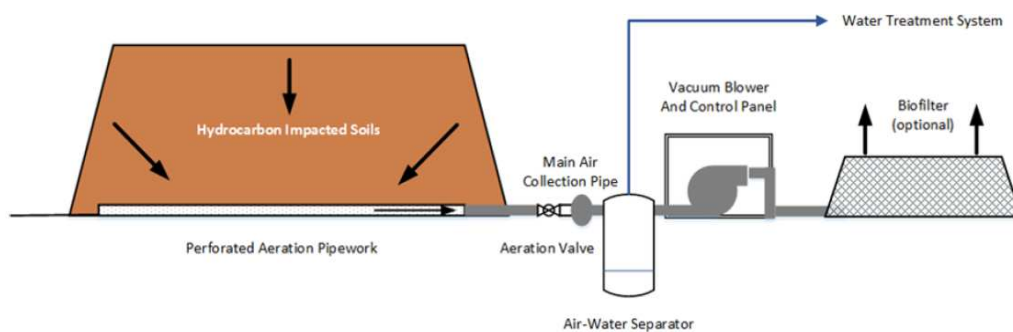 Water Treatment System
Vacuum Blower
And Control Panel
Biofilter
(optional)
Hydrocarbon Impacted Soils
Main Air
Collection Pipe
Perforated Aeration Pipework
Aeration Valve
Air-Water Separator